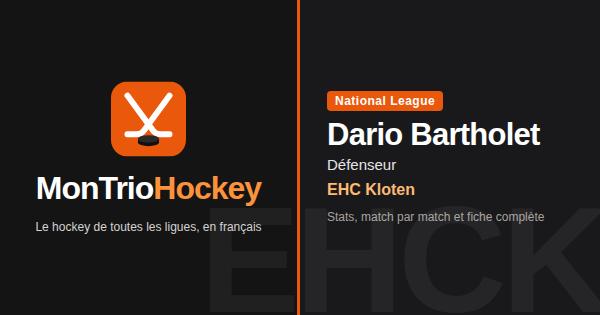 MonTrioHockey
Le hockey de toutes les ligues, en français
National League
Dario Bartholet
Défenseur
EHC Kloten
Stats, match par match et fiche complète
EHCK